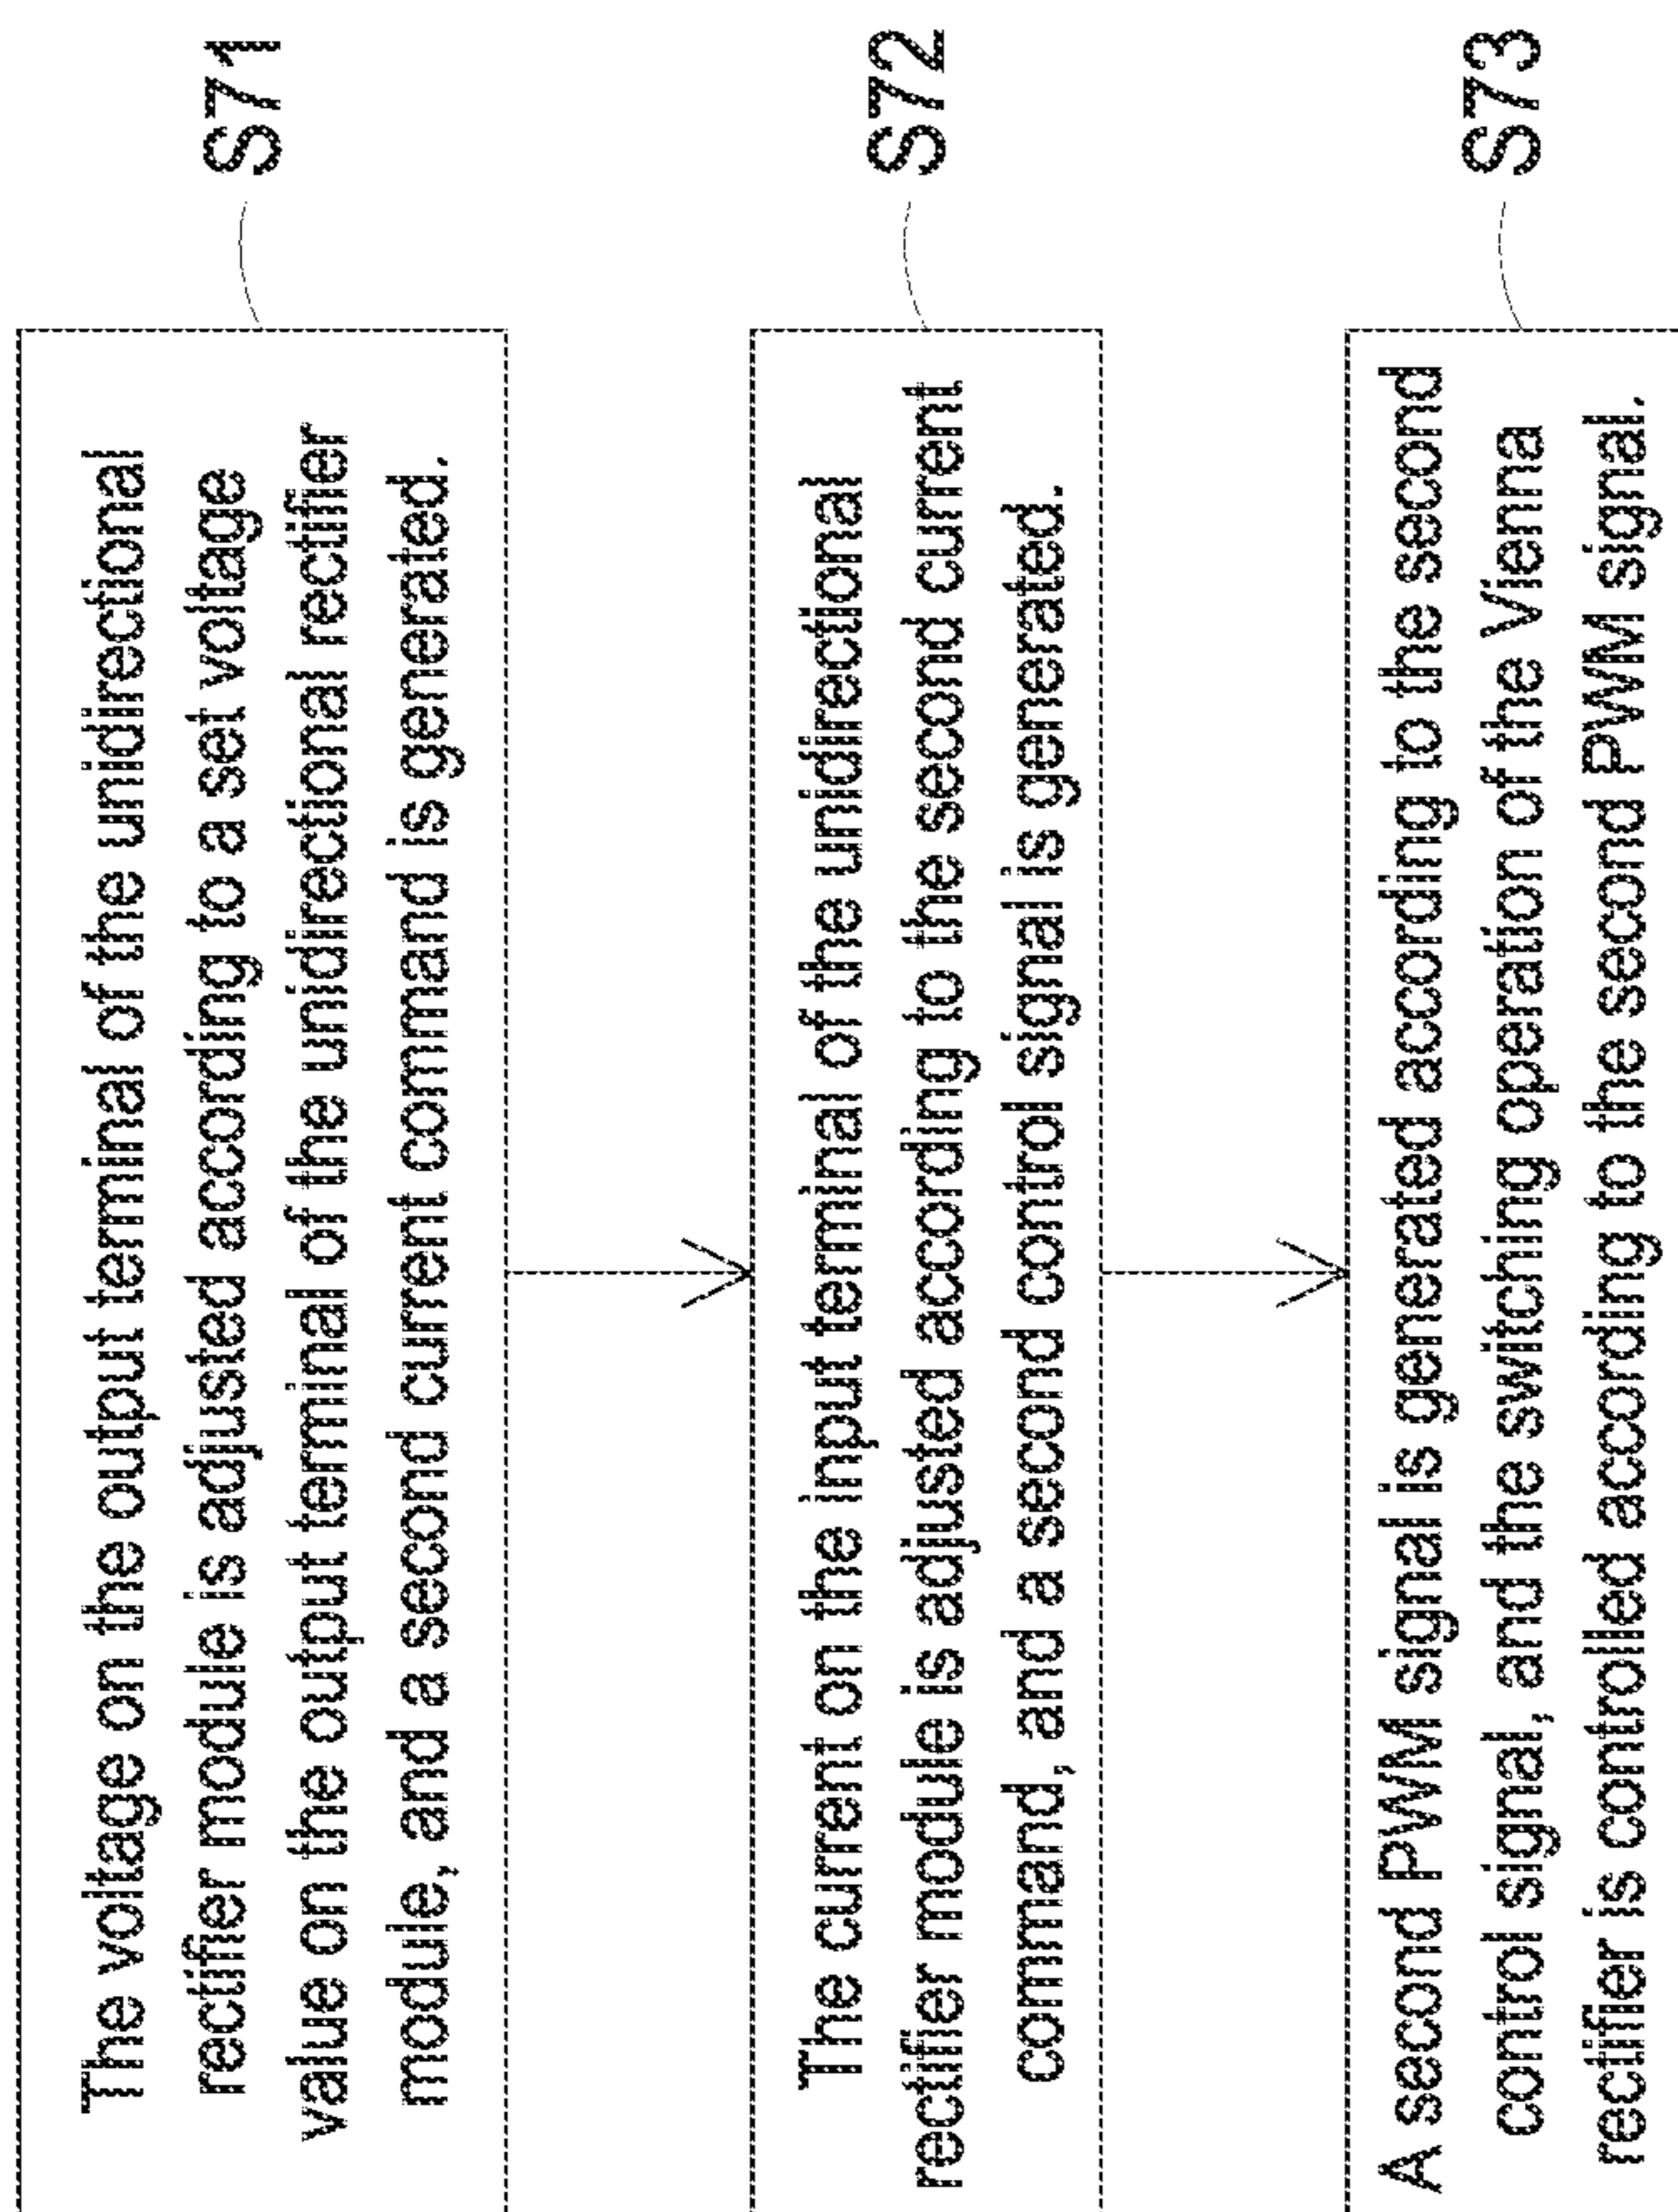 The voltage on the output terminal of the unidirectional
rectifier module is adjusted according to a set voltage
value on the output terminal of the unidirectional rectifier
module, and a second current command is generated.
S71
The current on the input terminal of the unidirectional
rectifier module is adjusted according to the second current
command, and a second control signal is generated.
S72
A second PWM signal is generated according to the second
control signal, and the switching operation of the Vienna
rectifier is controlled according to the second PWM signal.
S73